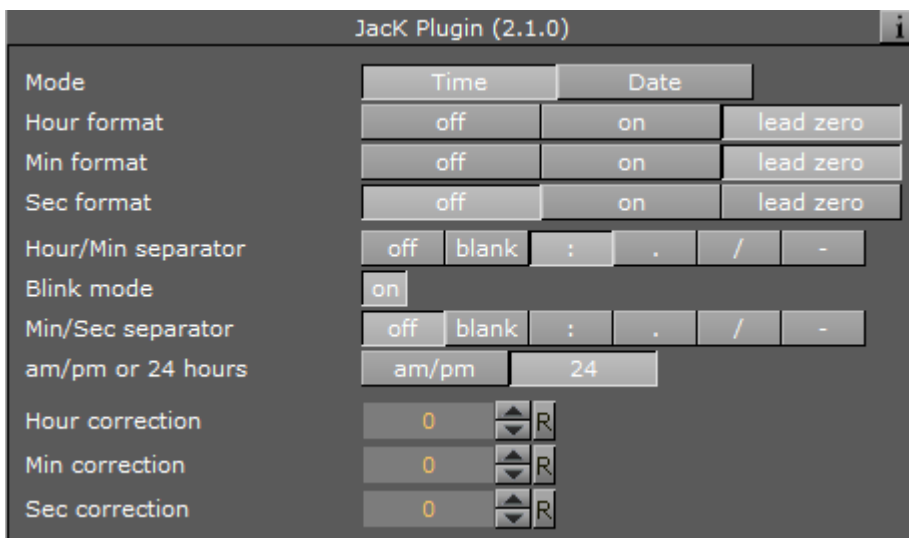 JacK Plugin (2.1.0) i
Mode Time Date
Hour format off on lead zero
Min format off on lead zero
Sec format off on lead zero
Hour/Min separator off blank : . / -
Blink mode on
Min/Sec separator off blank : . / -
am/pm or 24 hours am/pm 24
Hour correction 0 R
Min correction 0 R
Sec correction 0 R